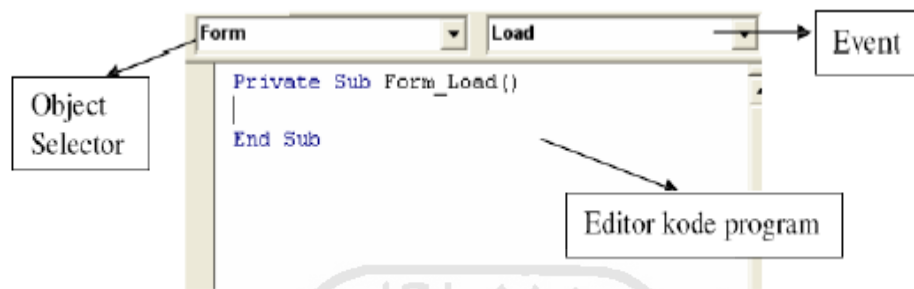 Form
Load
Event
Private Sub Form_Load()
End Sub
Object
Selector
Editor kode program